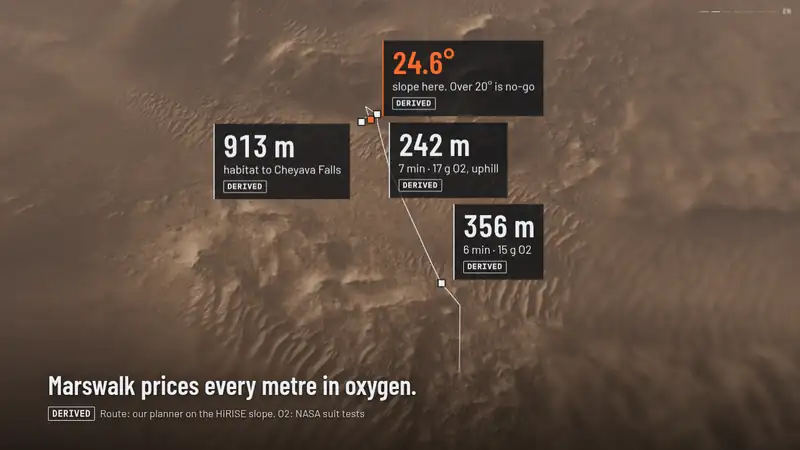 EN
24.6°
slope here. Over 20° is no-go
DERIVED
913 m
habitat to Cheyava Falls
DERIVED
242 m
7 min · 17 g O2, uphill
DERIVED
356 m
6 min · 15 g O2
DERIVED
Marswalk prices every metre in oxygen.
DERIVED Route: our planner on the HiRISE slope. O2: NASA suit tests